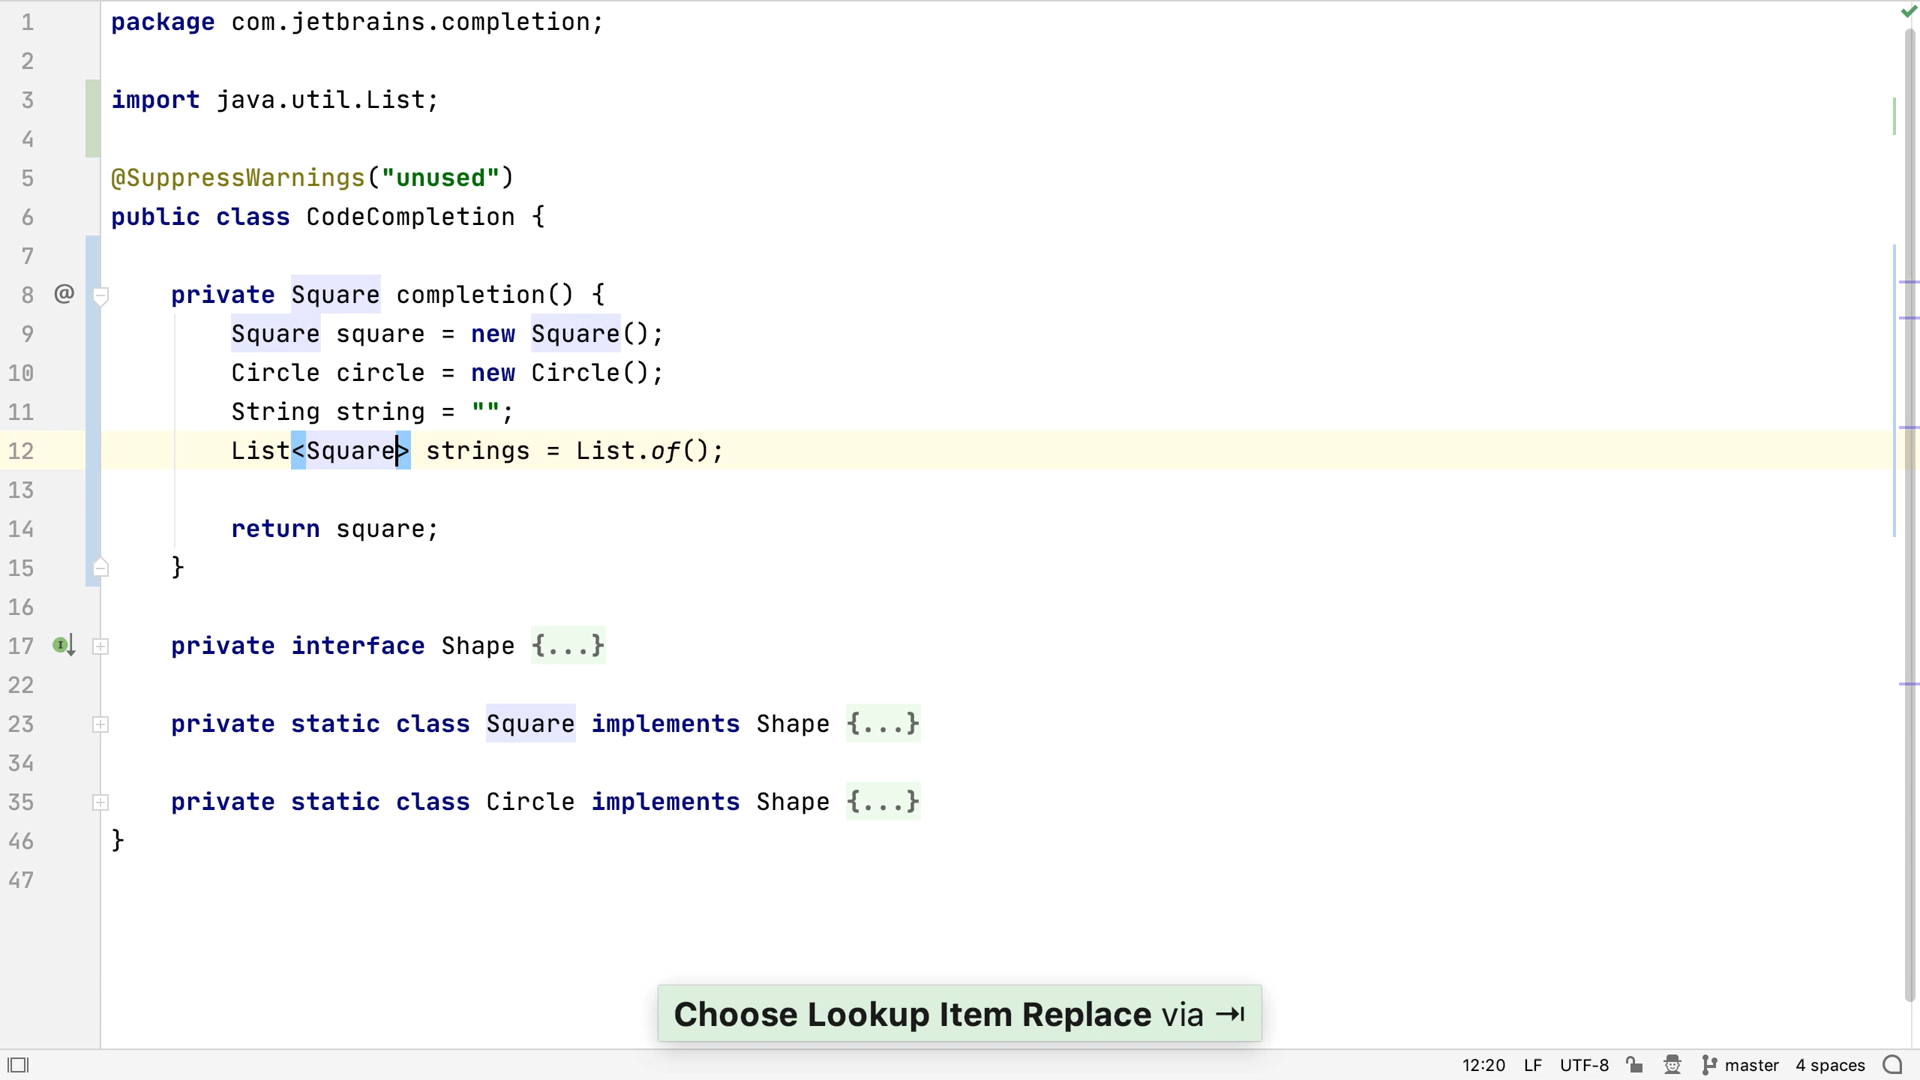 1 package com.jetbrains.completion;
2
3 import java.util.List;
4
5 @SuppressWarnings("unused")
6 public class CodeCompletion {
7
8 @ private Square completion() {
9 Square square = new Square();
10 Circle circle = new Circle();
11 String string = "";
12 List<Square> strings = List.of();
13
14 return square;
15 }
16
17 private interface Shape {...}
22
23 private static class Square implements Shape {...}
34
35 private static class Circle implements Shape {...}
46 }
47
Choose Lookup Item Replace via ⇥
12:20 LF UTF-8 master 4 spaces